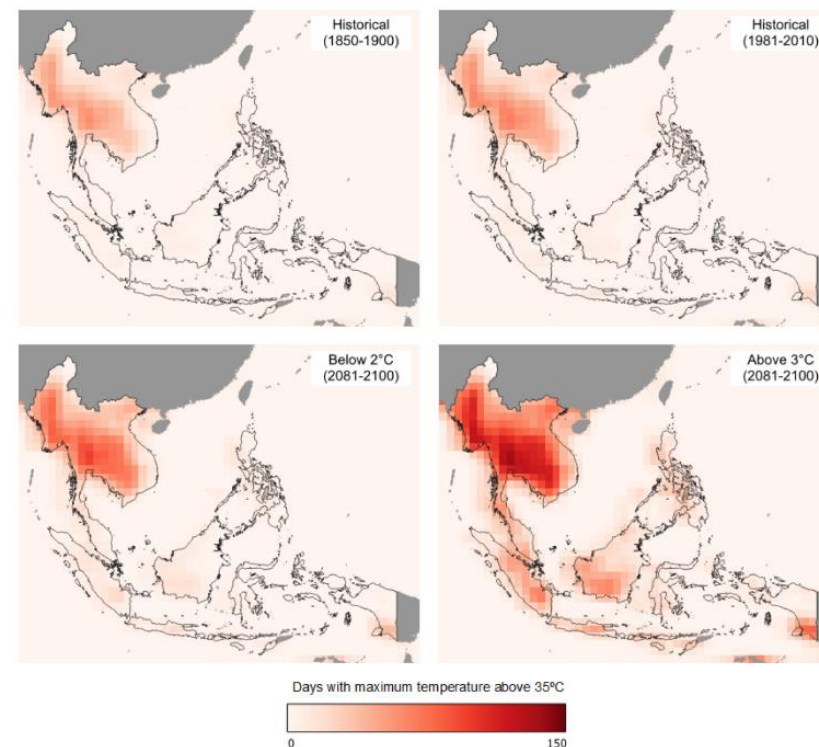 Historical
(1850-1900)
Historical
(1981-2010)
Below 2°C
(2081-2100)
Above 3°C
(2081-2100)
Days with maximum temperature above 35ºC
0
150